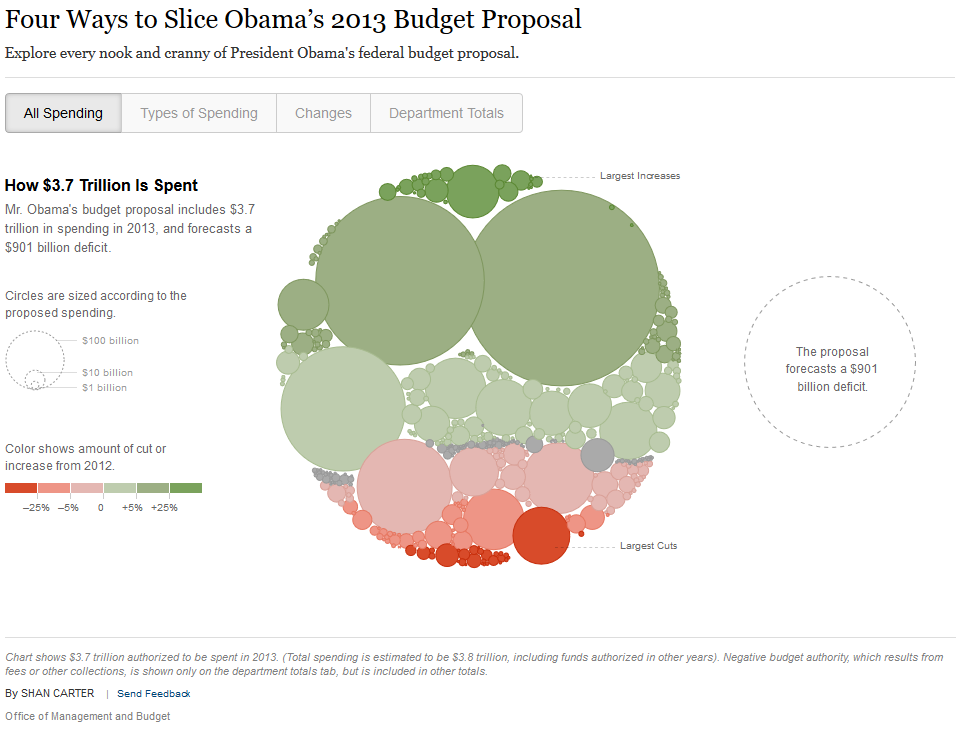 Four Ways to Slice Obama’s 2013 Budget Proposal
Explore every nook and cranny of President Obama's federal budget proposal.
All Spending
Types of Spending
Changes
Department Totals
How $3.7 Trillion Is Spent
Mr. Obama's budget proposal includes $3.7
trillion in spending in 2013, and forecasts a
$901 billion deficit.
Circles are sized according to the
proposed spending.
$100 billion
$10 billion
$1 billion
Color shows amount of cut or
increase from 2012.
−25% −5% 0 +5% +25%
Largest Increases
Largest Cuts
The proposal
forecasts a $901
billion deficit.
Chart shows $3.7 trillion authorized to be spent in 2013. (Total spending is estimated to be $3.8 trillion, including funds authorized in other years). Negative budget authority, which results from
fees or other collections, is shown only on the department totals tab, but is included in other totals.
By SHAN CARTER | Send Feedback
Office of Management and Budget